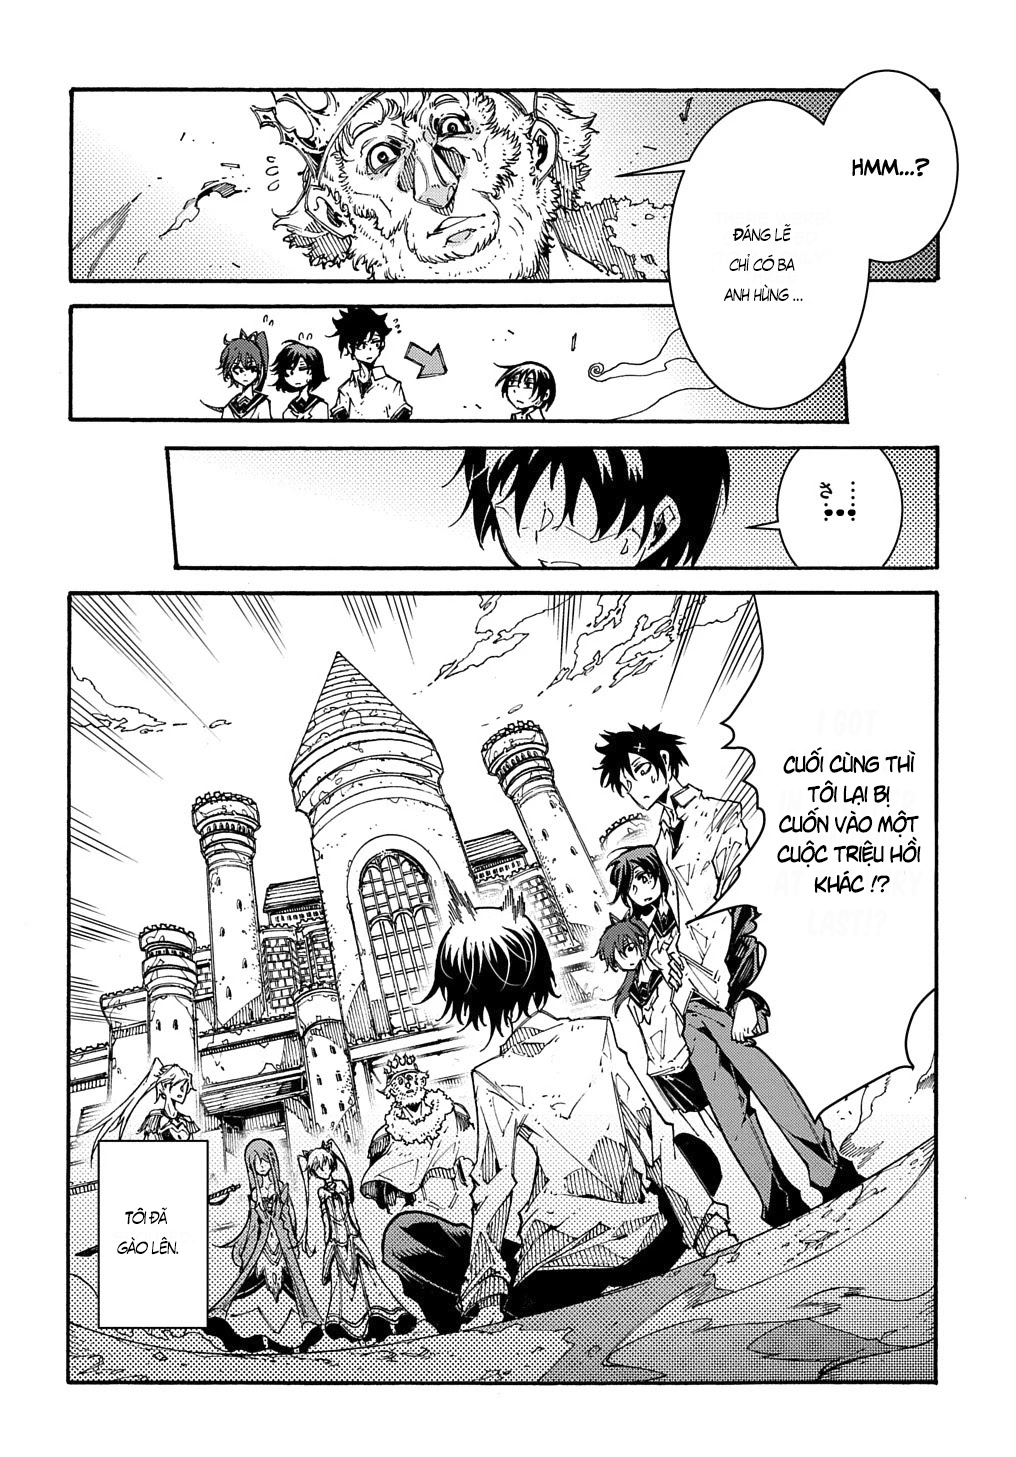 HMM...?
ĐÁNG LẼ
CHỈ CÓ BA
ANH HÙNG ...
CUỐI CÙNG THÌ
TÔI LẠI BỊ
CUỐN VÀO MỘT
CUỘC TRIỆU HỒI
KHÁC !?
TÔI ĐÃ
GÀO LÊN.